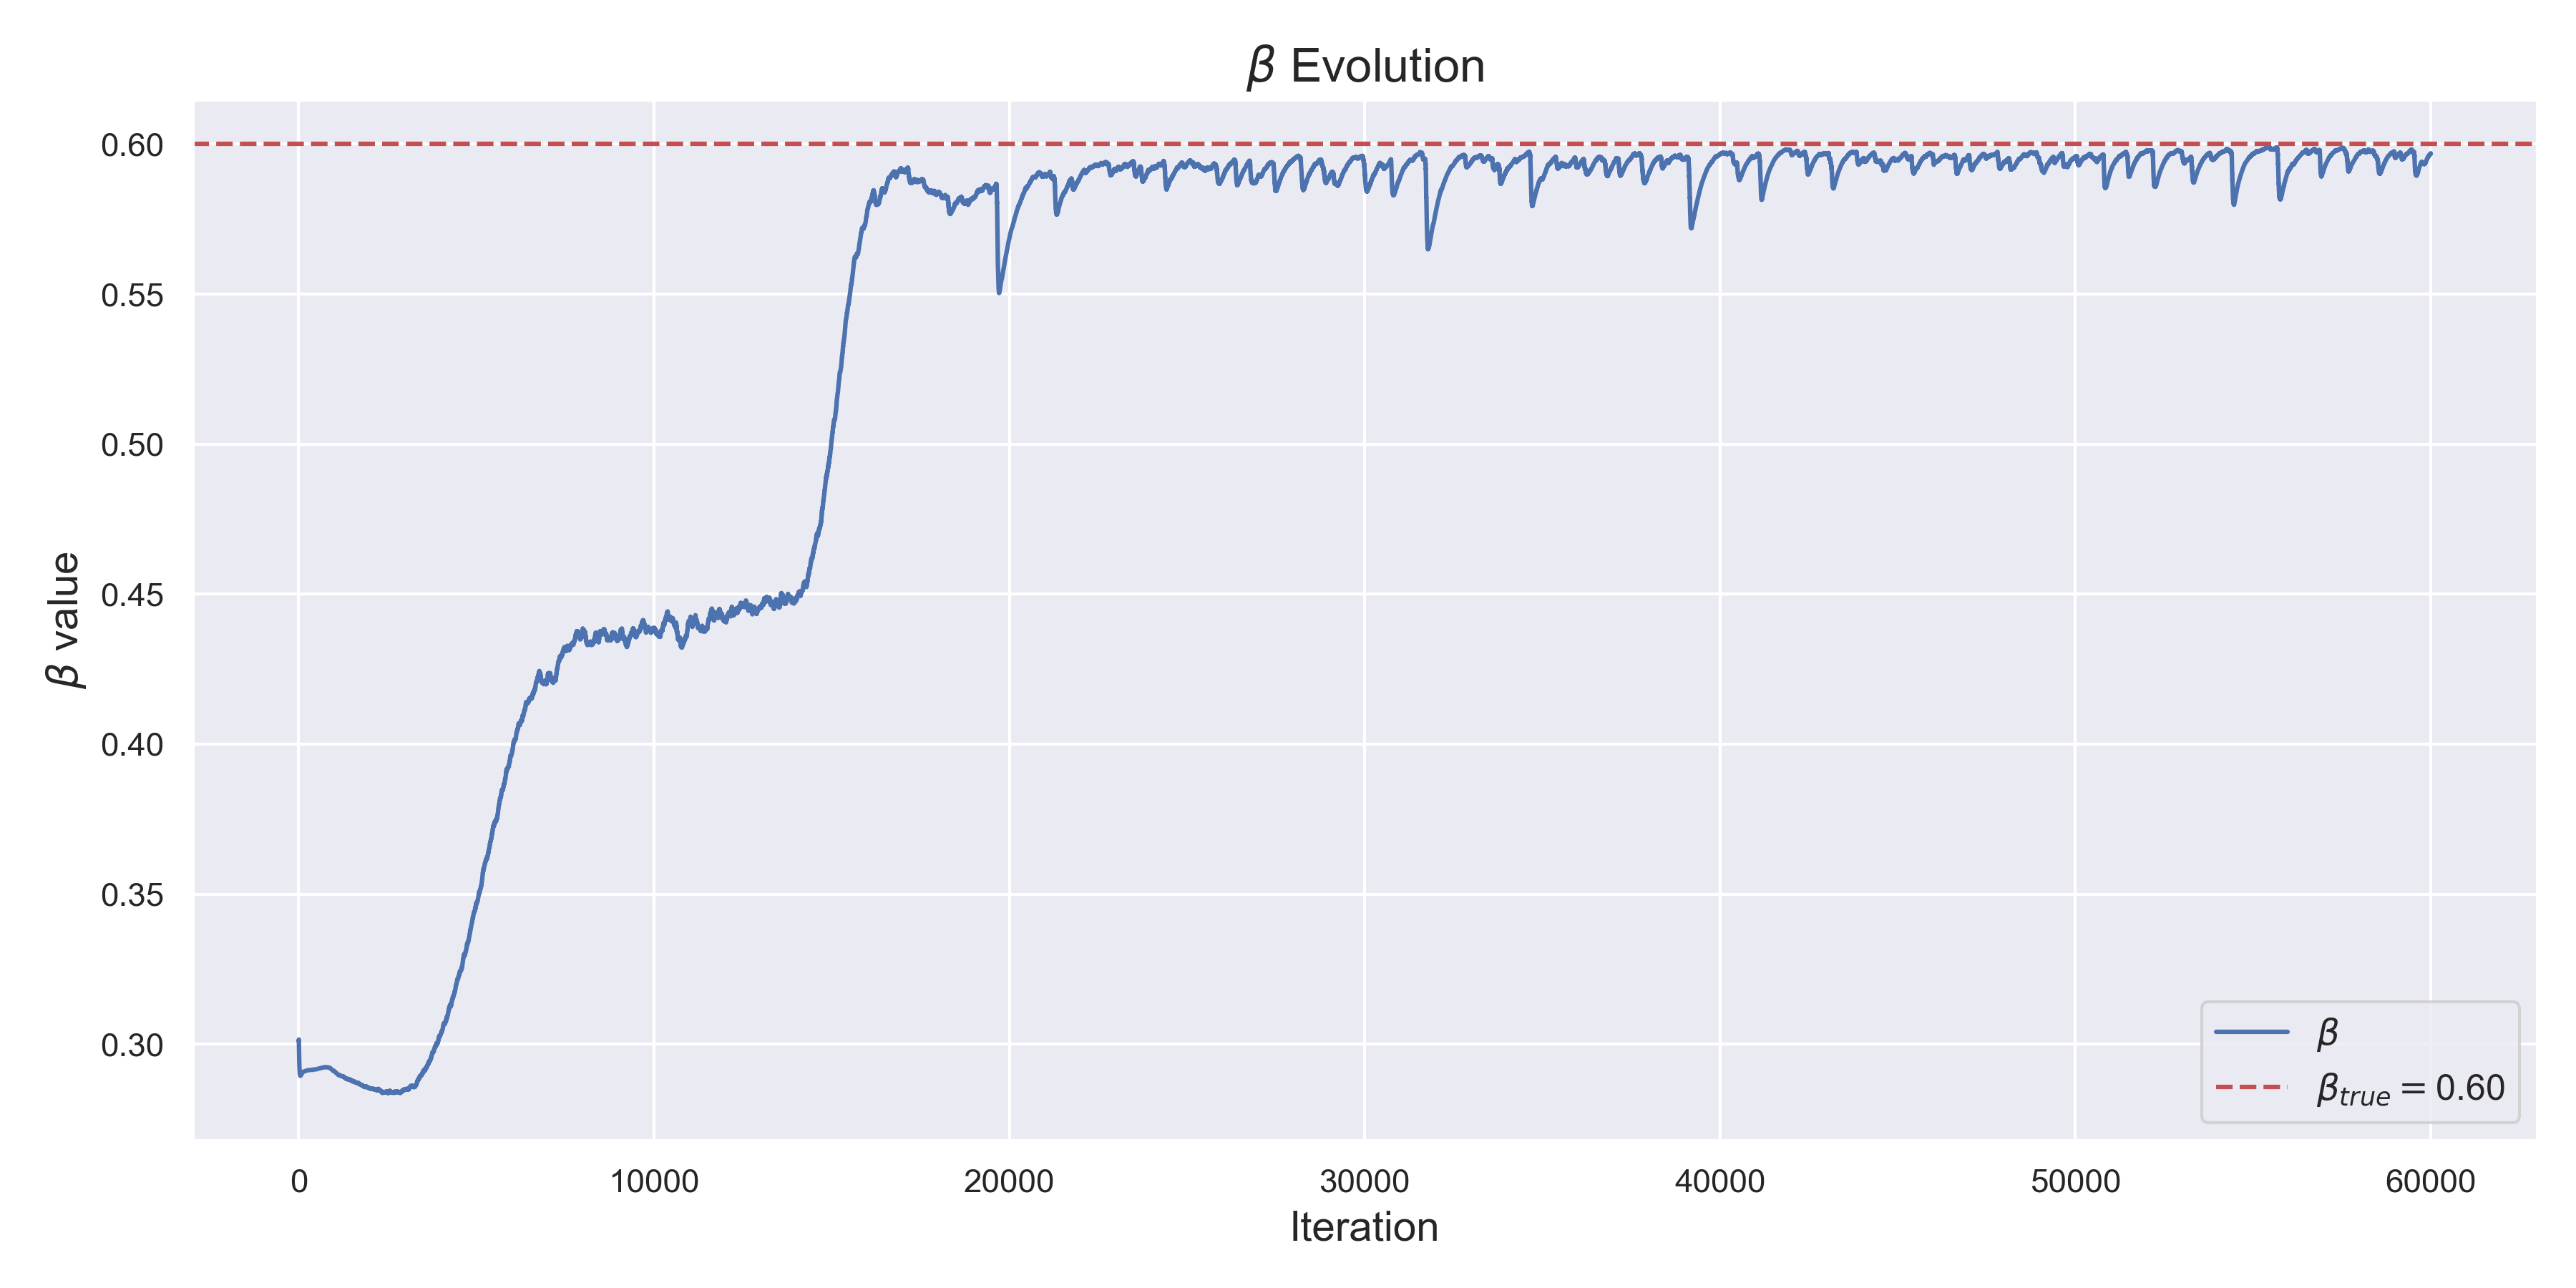 β Evolution
β value
0.60
0.55
0.50
0.45
0.40
0.35
0.30
0
10000
20000
30000
40000
50000
60000
Iteration
β
β_true = 0.60